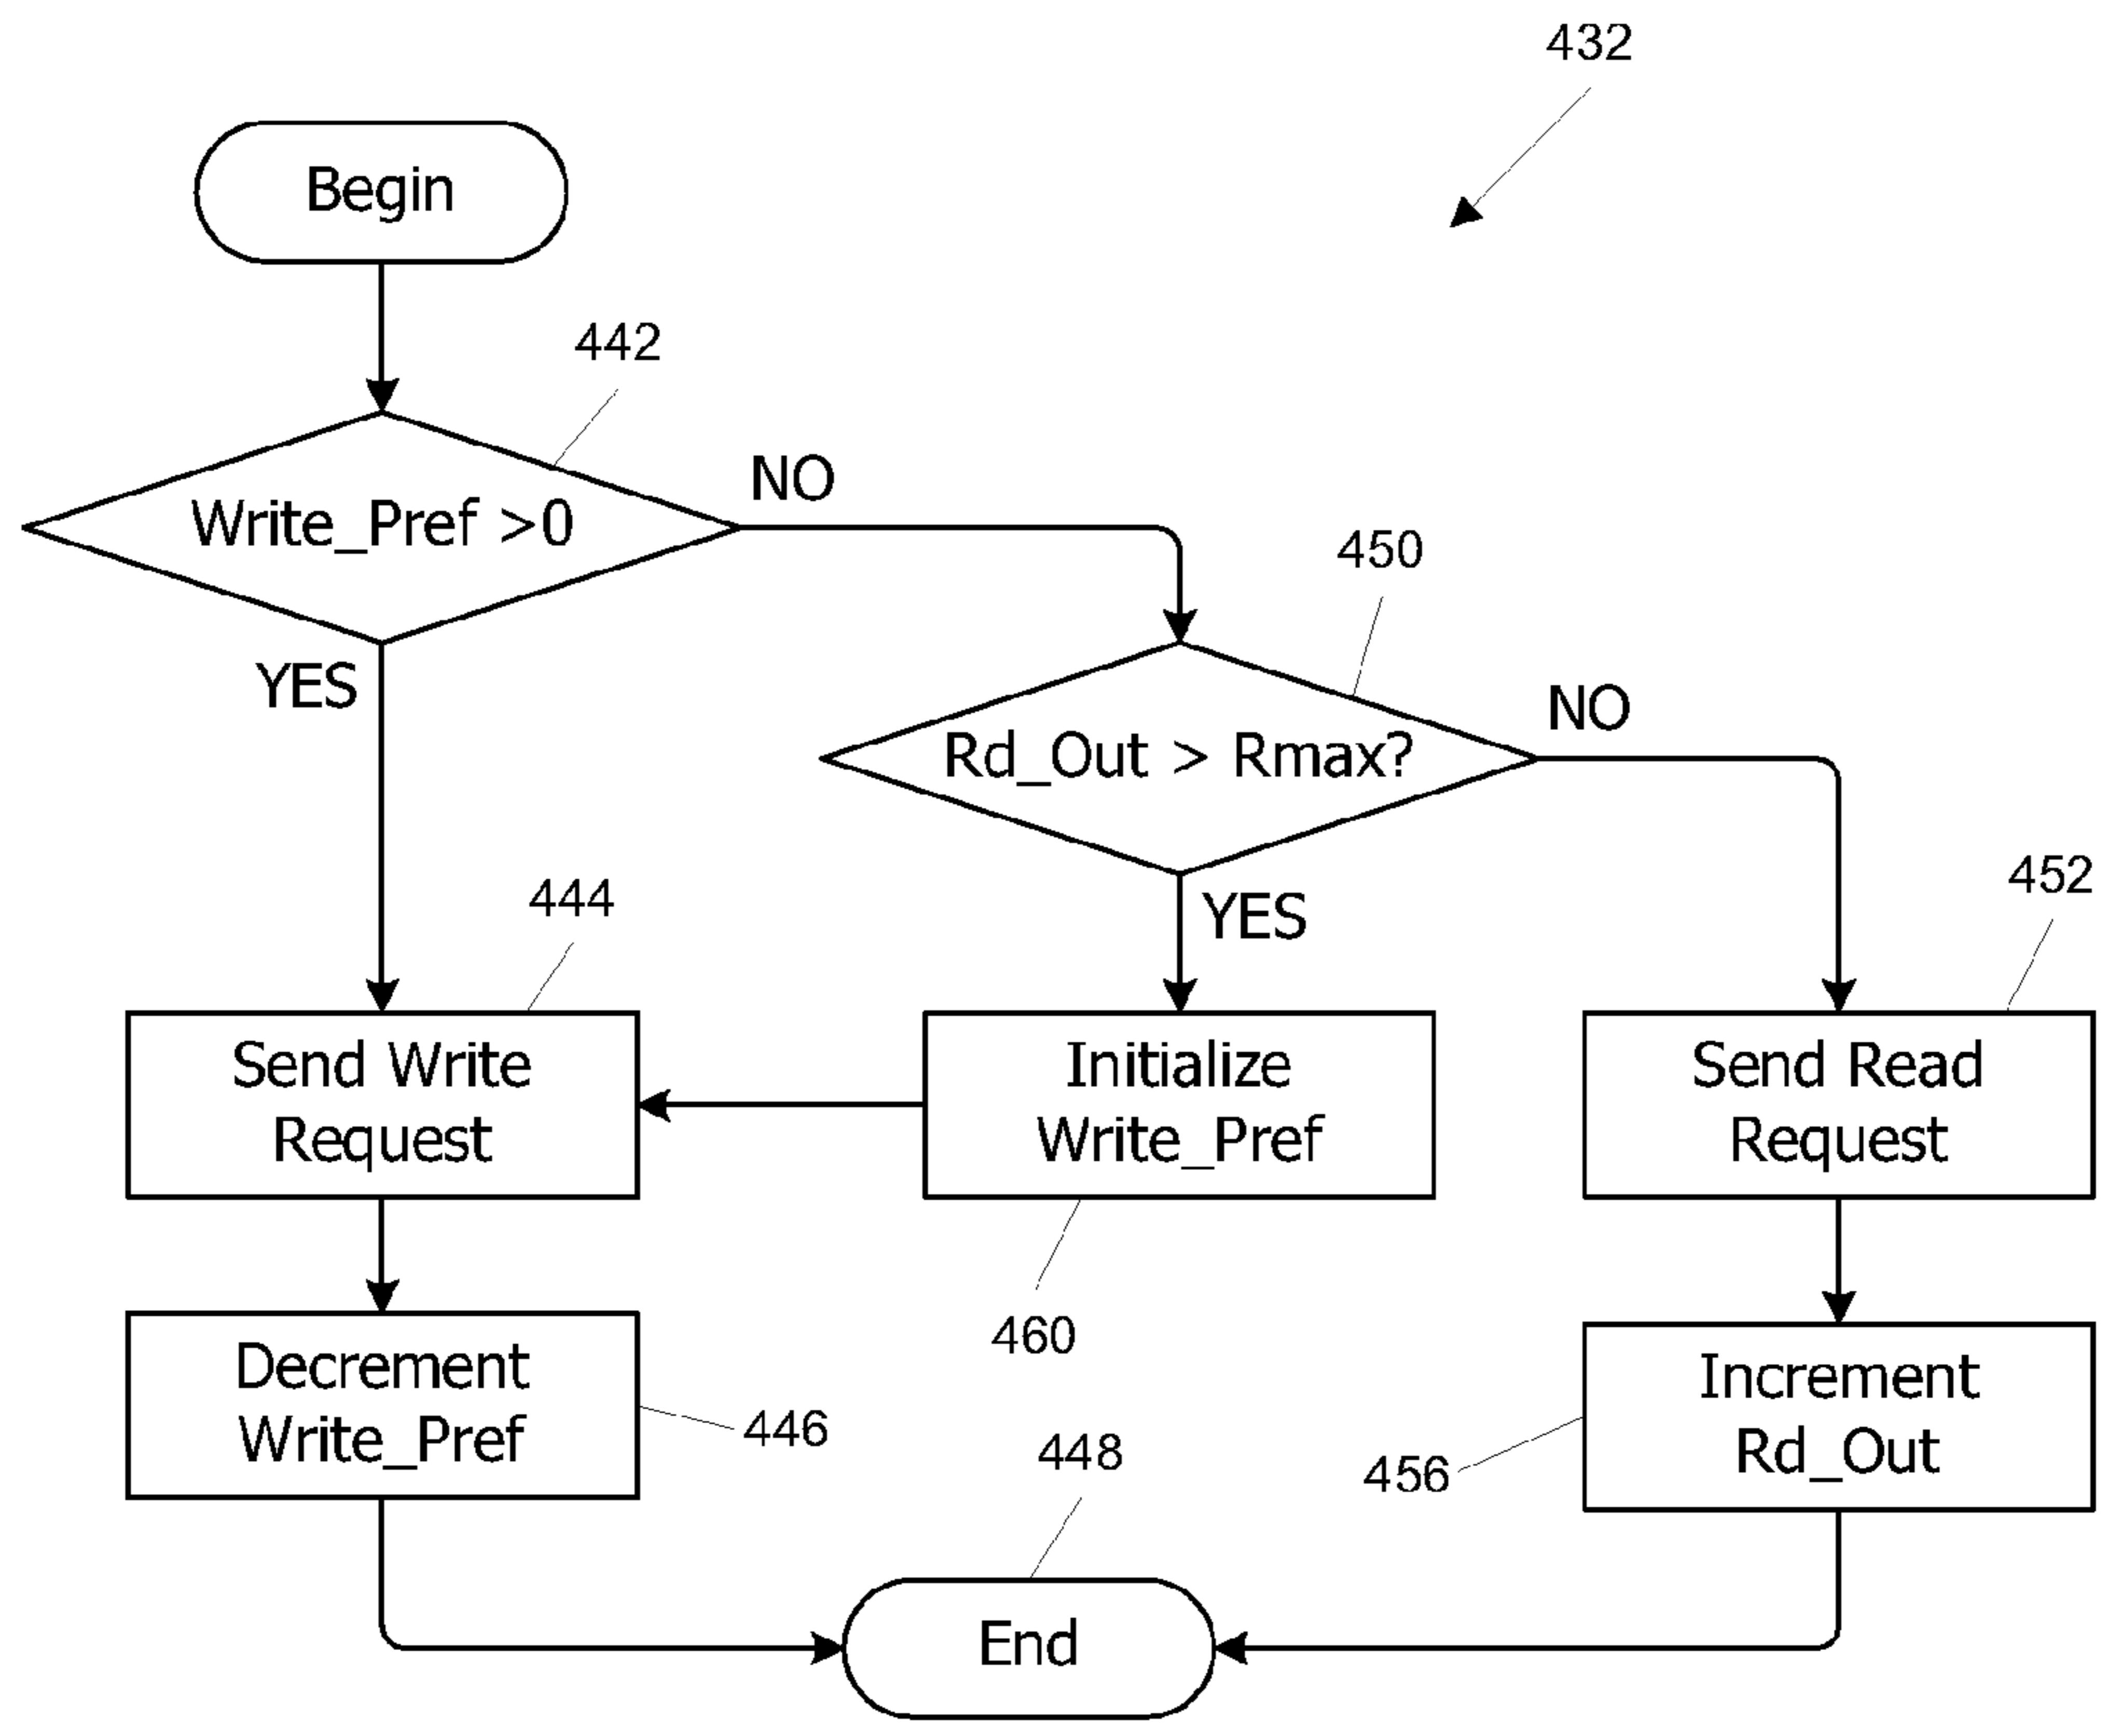 432
Begin
442
Write_Pref >0
NO
450
YES
Rd_Out > Rmax?
NO
YES
444
452
Send Write
Request
Initialize
Write_Pref
Send Read
Request
460
Decrement
Write_Pref
446
Increment
Rd_Out
456
448
End